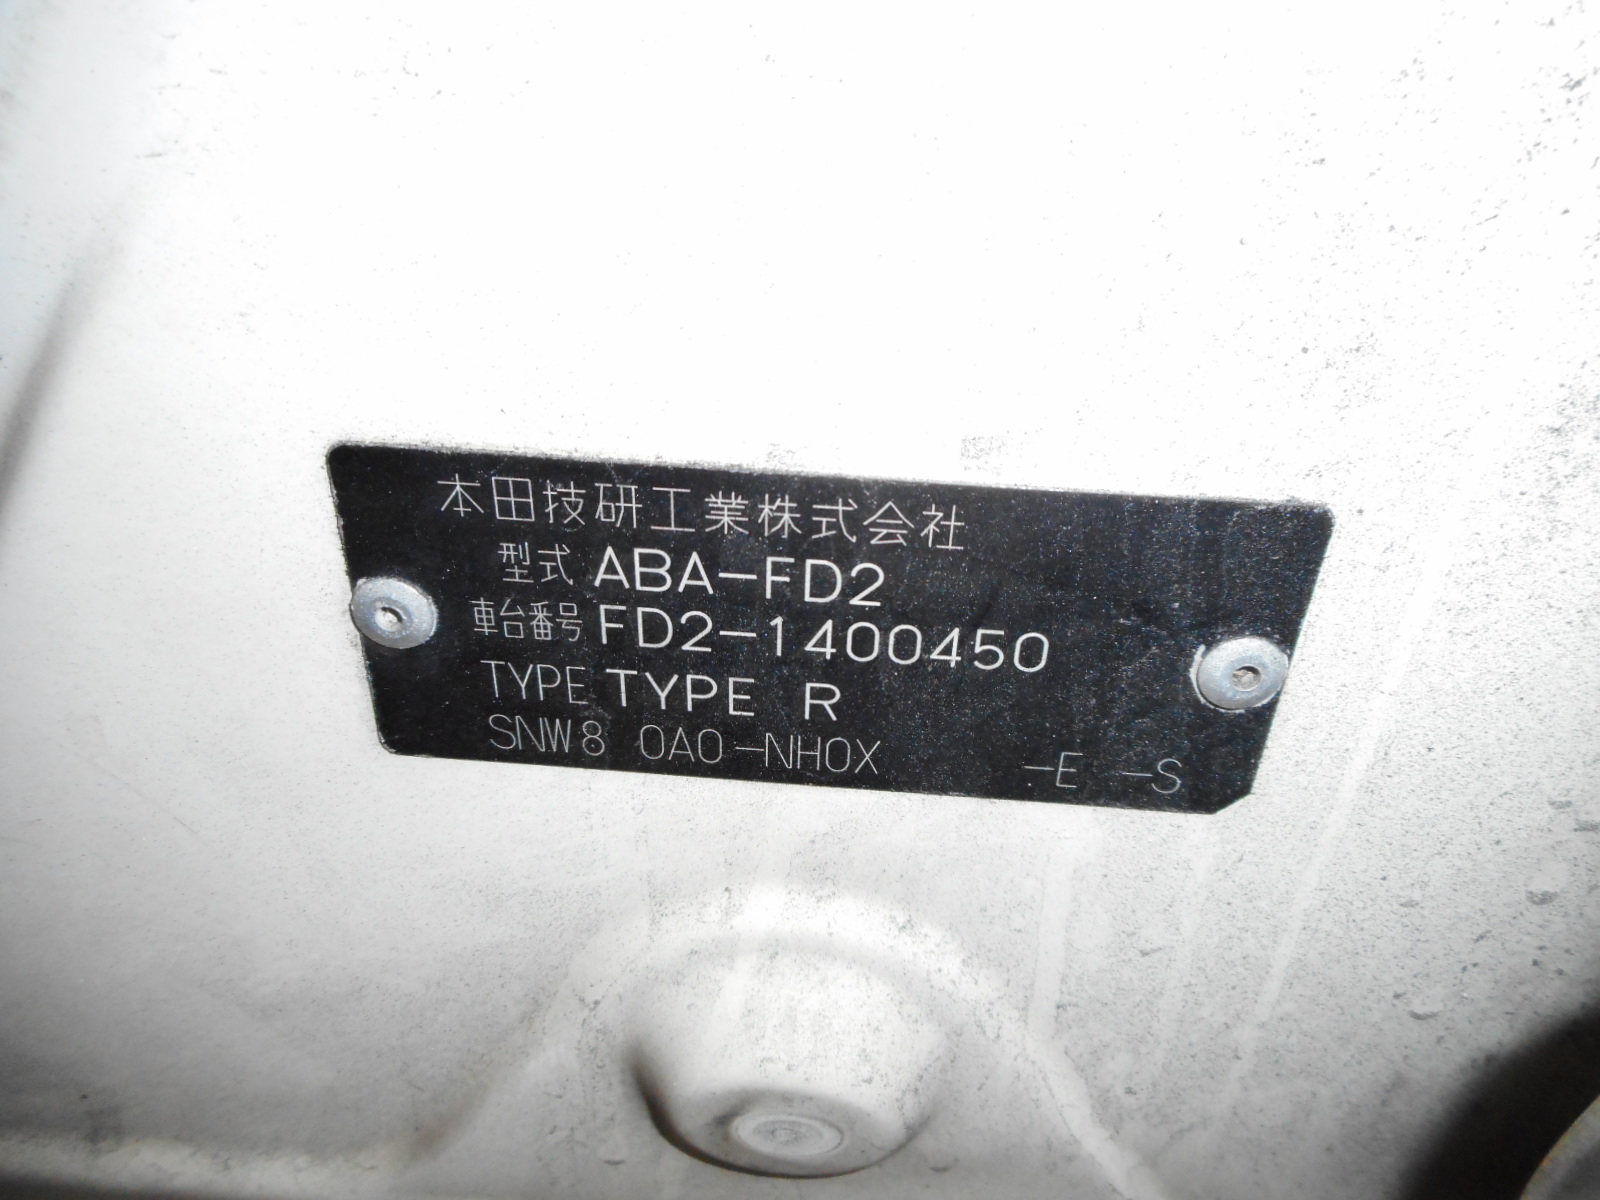 本田技研工業株式会社
型式 ABA-FD2
車台番号 FD2-1400450
TYPE TYPE R
SNW8 0A0-NH0X -E -S